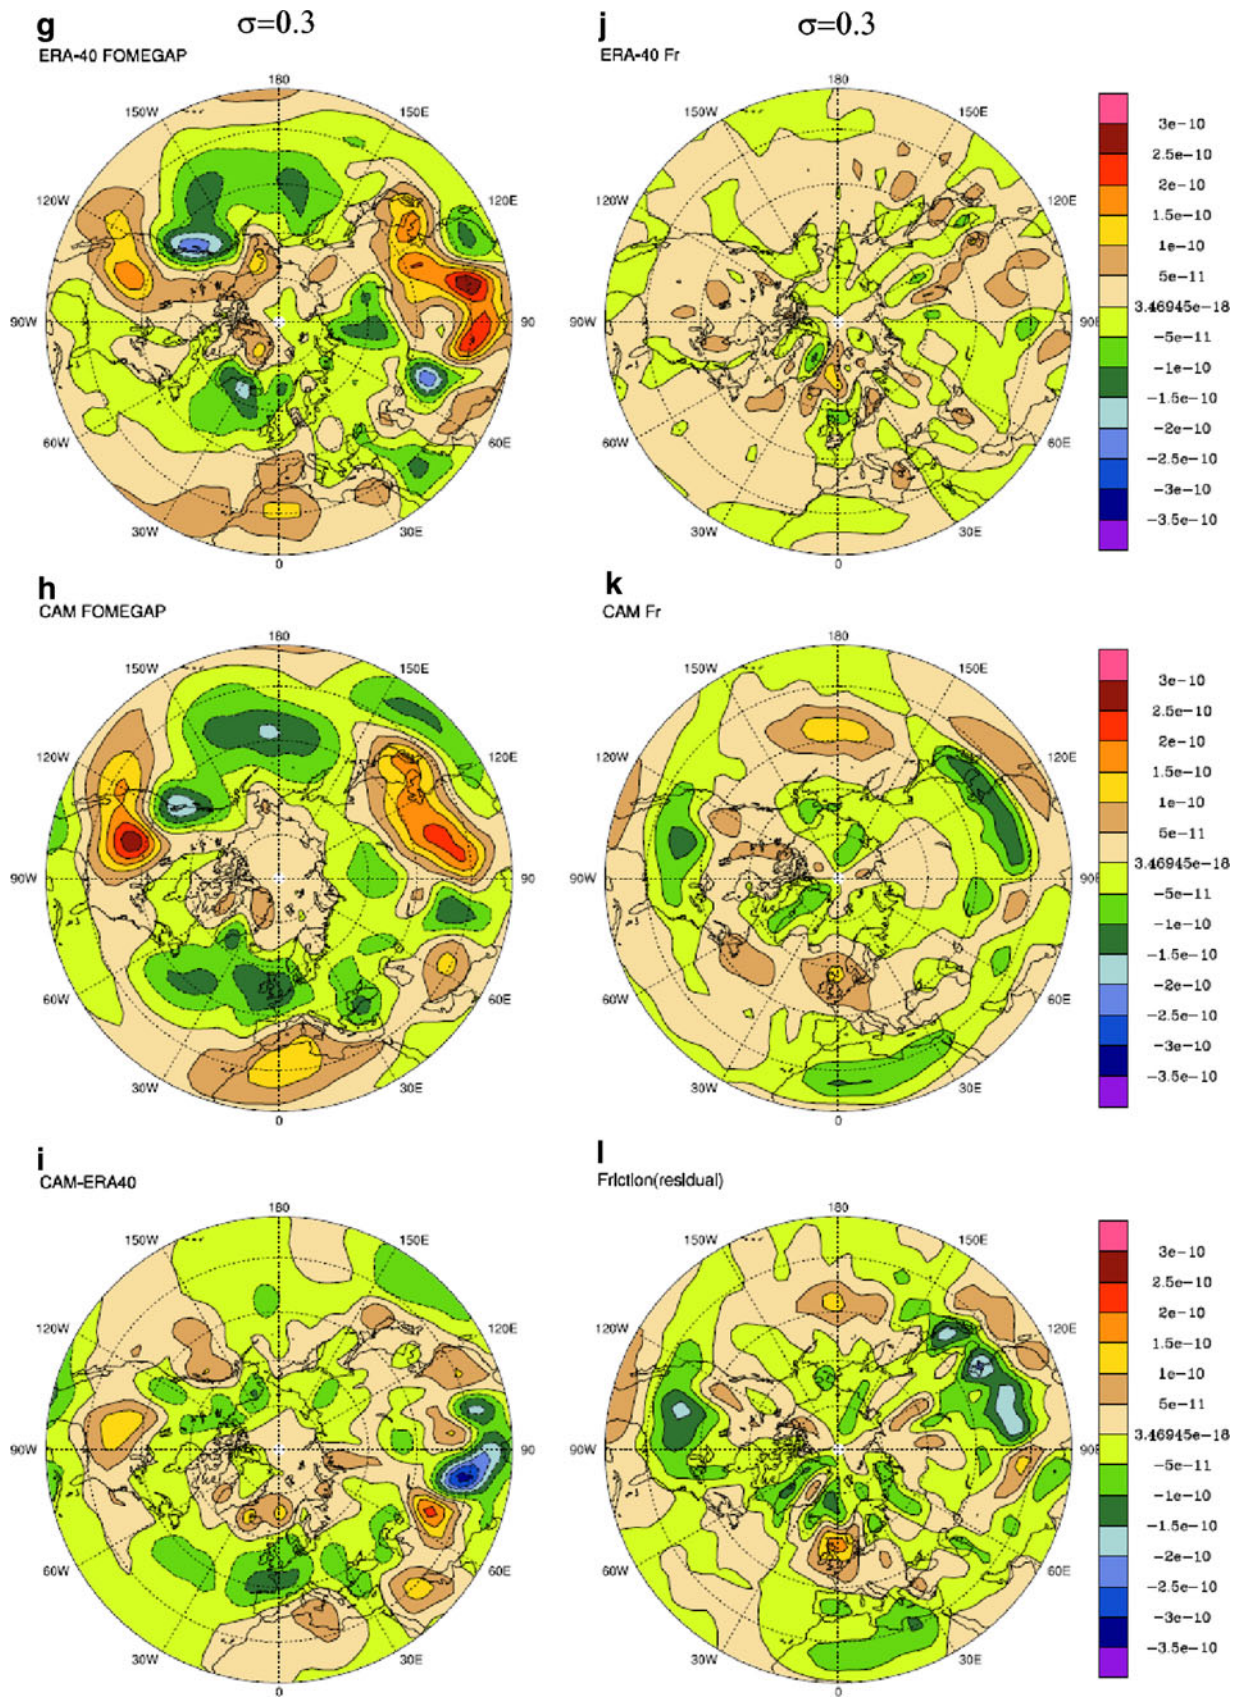 g
σ=0.3
ERA-40 FOMEGAP
180
150W
150E
120W
120E
90W
90
60W
60E
30W
30E
0
j
σ=0.3
ERA-40 Fr
180
150W
150E
120W
120E
90W
90E
60W
60E
30W
30E
0
3e-10
2.5e-10
2e-10
1.5e-10
1e-10
5e-11
3.46945e-18
-5e-11
-1e-10
-1.5e-10
-2e-10
-2.5e-10
-3e-10
-3.5e-10
h
CAM FOMEGAP
180
150W
150E
120W
120E
90W
90
60W
60E
30W
30E
0
k
CAM Fr
180
150W
150E
120W
120E
90W
90E
60W
60E
30W
30E
0
3e-10
2.5e-10
2e-10
1.5e-10
1e-10
5e-11
3.46945e-18
-5e-11
-1e-10
-1.5e-10
-2e-10
-2.5e-10
-3e-10
-3.5e-10
i
CAM-ERA40
180
150W
150E
120W
120E
90W
90
60W
60E
30W
30E
0
l
Friction(residual)
180
150W
150E
120W
120E
90W
90E
60W
60E
30W
30E
0
3e-10
2.5e-10
2e-10
1.5e-10
1e-10
5e-11
3.46945e-18
-5e-11
-1e-10
-1.5e-10
-2e-10
-2.5e-10
-3e-10
-3.5e-10